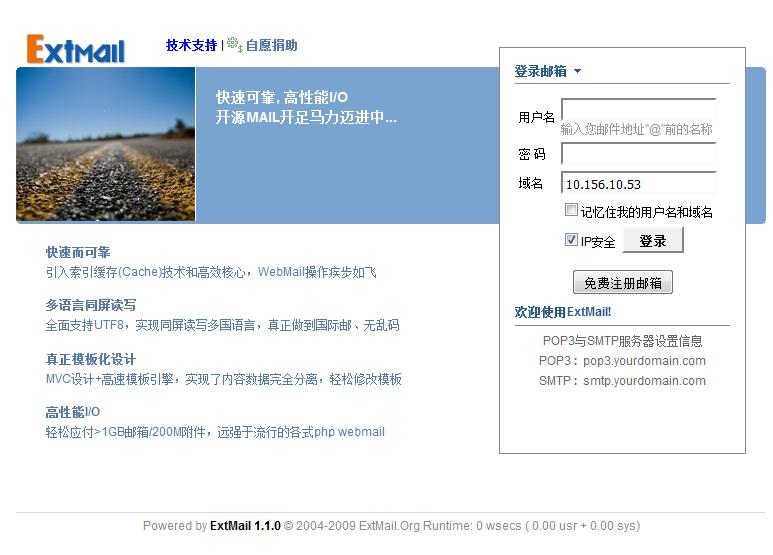 ExtMail
技术支持 | 自愿捐助
快速可靠, 高性能I/O
开源MAIL开足马力迈进中...
快速而可靠
引入索引缓存(Cache)技术和高效核心，WebMail操作疾步如飞
多语言同屏读写
全面支持UTF8，实现同屏读写多国语言，真正做到国际邮、无乱码
真正模板化设计
MVC设计+高速模板引擎，实现了内容数据完全分离，轻松修改模板
高性能I/O
轻松应付>1GB邮箱/200M附件，远强于流行的各式php webmail
登录邮箱
用户名
输入您邮件地址"@"前的名称
密 码
域名 10.156.10.53
记忆住我的用户名和域名
IP安全 登录
免费注册邮箱
欢迎使用ExtMail!
POP3与SMTP服务器设置信息
POP3：pop3.yourdomain.com
SMTP：smtp.yourdomain.com
Powered by ExtMail 1.1.0 © 2004-2009 ExtMail.Org Runtime: 0 wsecs ( 0.00 usr + 0.00 sys)